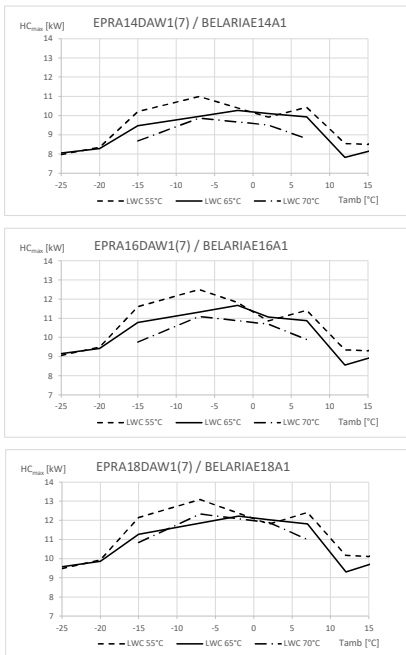 HCmax [kW] EPRA14DAW1(7) / BELARIAE14A1
14
13
12
11
10
9
8
7
-25 -20 -15 -10 -5 0 5 10 15
LWC 55°C LWC 65°C LWC 70°C Tamb [°C]
HCmax [kW] EPRA16DAW1(7) / BELARIAE16A1
14
13
12
11
10
9
8
7
-25 -20 -15 -10 -5 0 5 10 15
LWC 55°C LWC 65°C LWC 70°C Tamb [°C]
HCmax [kW] EPRA18DAW1(7) / BELARIAE18A1
14
13
12
11
10
9
8
7
-25 -20 -15 -10 -5 0 5 10 15
LWC 55°C LWC 65°C LWC 70°C Tamb [°C]